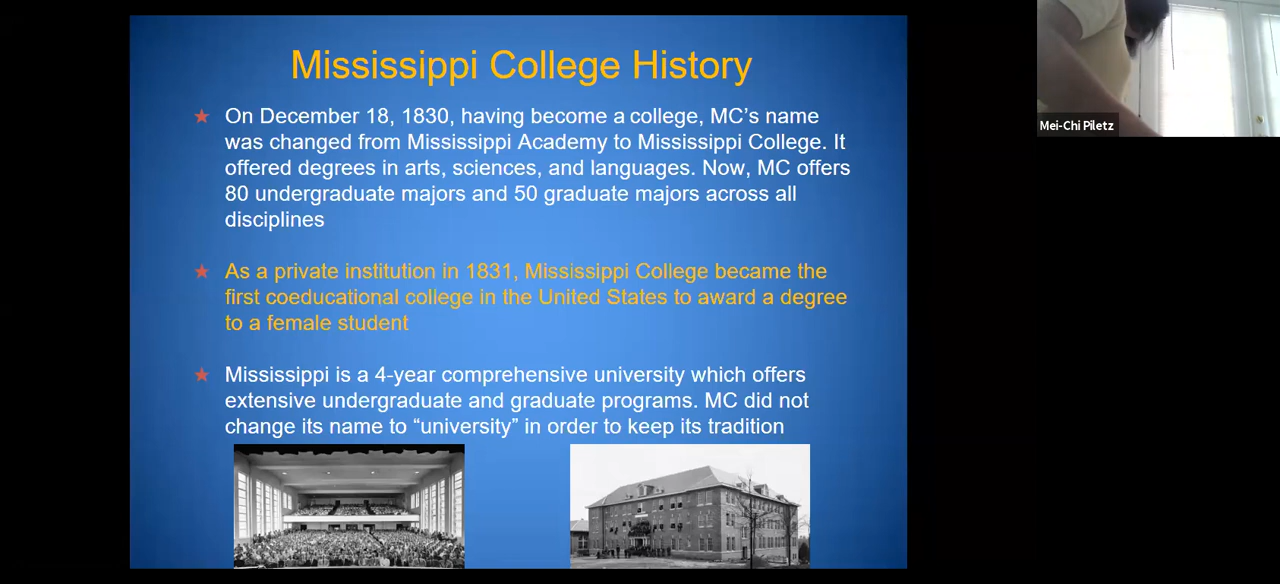 Mississippi College History
On December 18, 1830, having become a college, MC’s name
was changed from Mississippi Academy to Mississippi College. It
offered degrees in arts, sciences, and languages. Now, MC offers
80 undergraduate majors and 50 graduate majors across all
disciplines
As a private institution in 1831, Mississippi College became the
first coeducational college in the United States to award a degree
to a female student
Mississippi is a 4-year comprehensive university which offers
extensive undergraduate and graduate programs. MC did not
change its name to “university” in order to keep its tradition
Mei-Chi Piletz